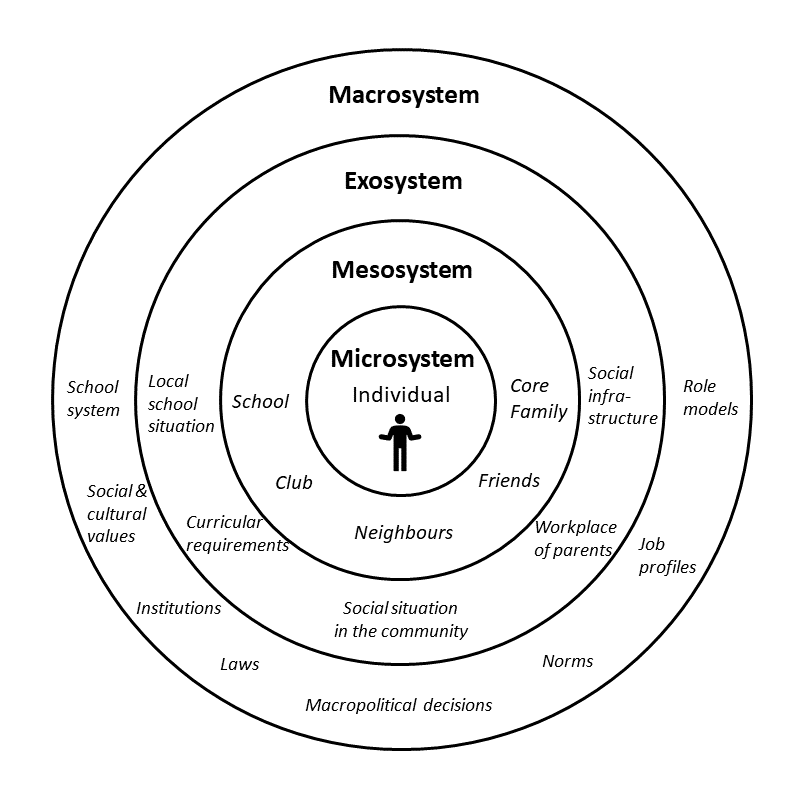 Macrosystem
Exosystem
Mesosystem
Microsystem
Individual
School
system
Local
school
situation
School
Core
Family
Social
infra-
structure
Role
models
Club
Friends
Social &
cultural
values
Curricular
requirements
Neighbours
Workplace
of parents
Job
profiles
Institutions
Social situation
in the community
Laws
Norms
Macropolitical decisions